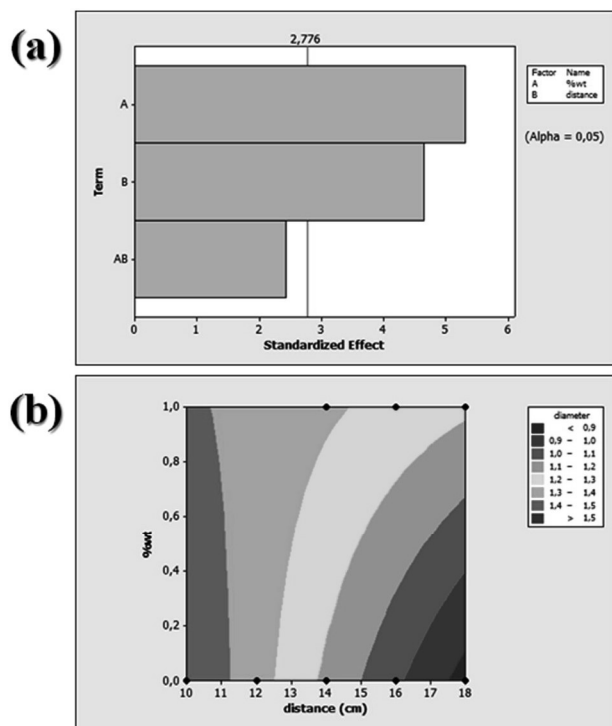 (a)
2,776
Factor Name
A %wt
B distance
(Alpha = 0,05)
Term
A
B
AB
0 1 2 3 4 5 6
Standardized Effect
(b)
diameter
< 0,9
0,9 – 1,0
1,0 – 1,1
1,1 – 1,2
1,2 – 1,3
1,3 – 1,4
1,4 – 1,5
> 1,5
%wt
1,0
0,8
0,6
0,4
0,2
0,0
10 11 12 13 14 15 16 17 18
distance (cm)